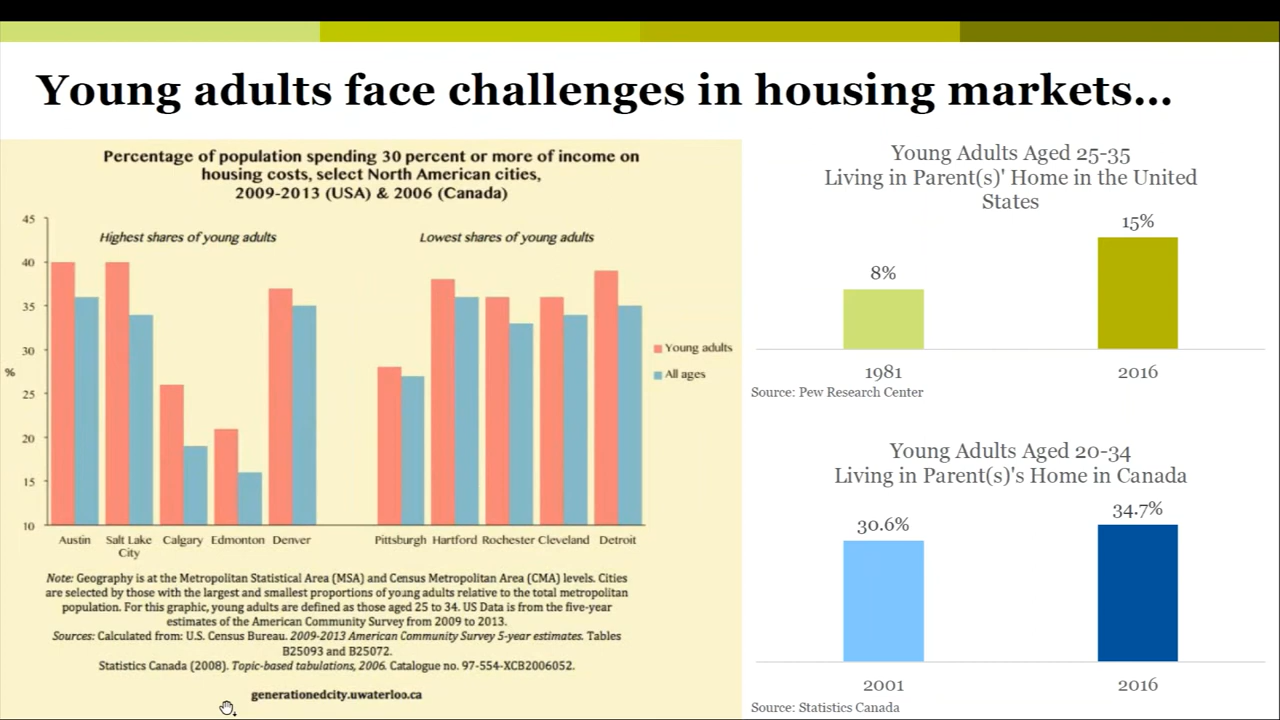 Young adults face challenges in housing markets...
Percentage of population spending 30 percent or more of income on
housing costs, select North American cities,
2009-2013 (USA) & 2006 (Canada)
45
40
35
30
%
25
20
15
10
Highest shares of young adults
Lowest shares of young adults
Young adults
All ages
Austin
Salt Lake
City
Calgary
Edmonton
Denver
Pittsburgh
Hartford
Rochester
Cleveland
Detroit
Note: Geography is at the Metropolitan Statistical Area (MSA) and Census Metropolitan Area (CMA) levels. Cities
are selected by those with the largest and smallest proportions of young adults relative to the total metropolitan
population. For this graphic, young adults are defined as those aged 25 to 34. US Data is from the five-year
estimates of the American Community Survey from 2009 to 2013.
Sources: Calculated from: U.S. Census Bureau. 2009-2013 American Community Survey 5-year estimates. Tables
B25093 and B25072.
Statistics Canada (2008). Topic-based tabulations, 2006. Catalogue no. 97-554-XCB2006052.
generationedcity.uwaterloo.ca
Young Adults Aged 25-35
Living in Parent(s)' Home in the United
States
8%
15%
1981
2016
Source: Pew Research Center
Young Adults Aged 20-34
Living in Parent(s)'s Home in Canada
30.6%
34.7%
2001
2016
Source: Statistics Canada